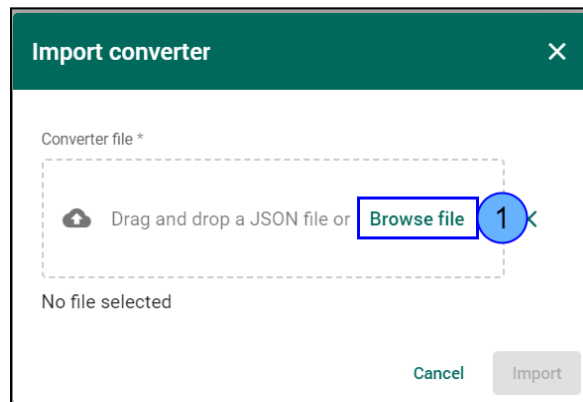 Import converter
Converter file *
Drag and drop a JSON file or Browse file 1
No file selected
Cancel Import